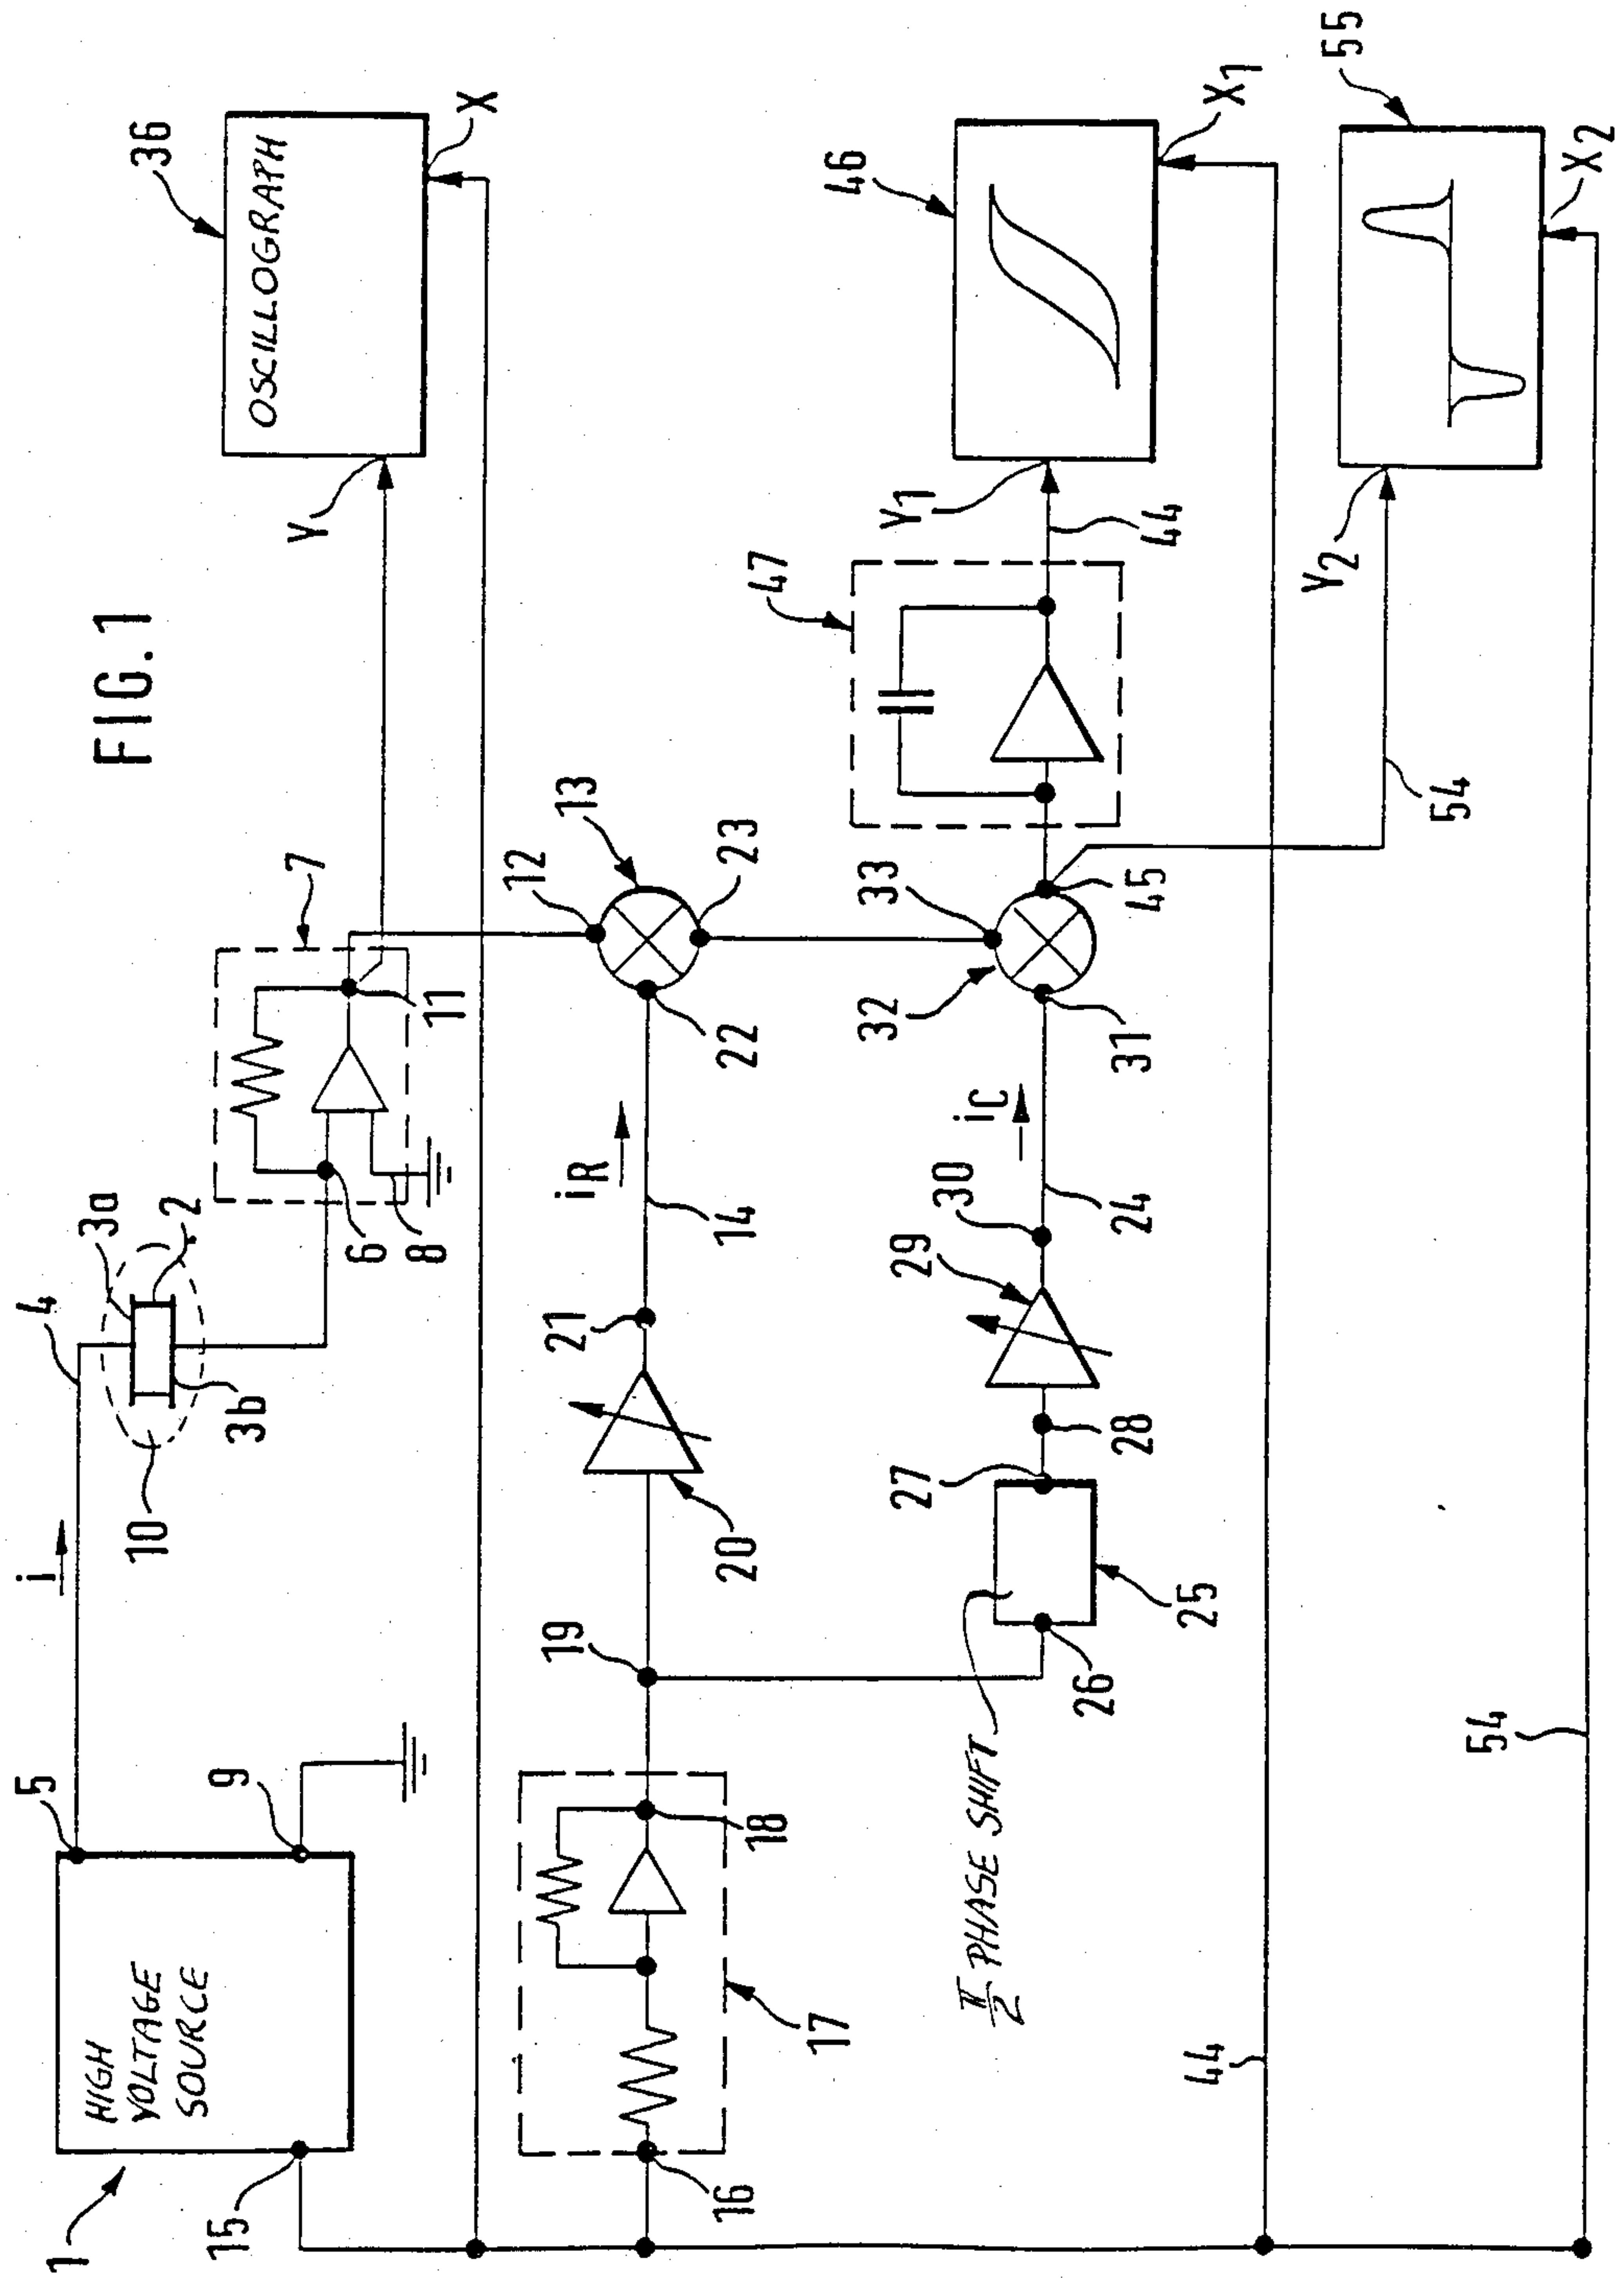 FIG.1
1
HIGH
VOLTAGE
SOURCE
5
9
15
i
4
10
3a
2
3b
6
8
7
11
Y
36
OSCILLOGRAPH
X
12
13
22
23
iR
14
21
20
19
18
17
16
π/2 PHASE SHIFT
26
25
27
28
29
30
iC
24
31
32
33
45
47
Y1
44
46
X1
44
54
Y2
55
X2
54